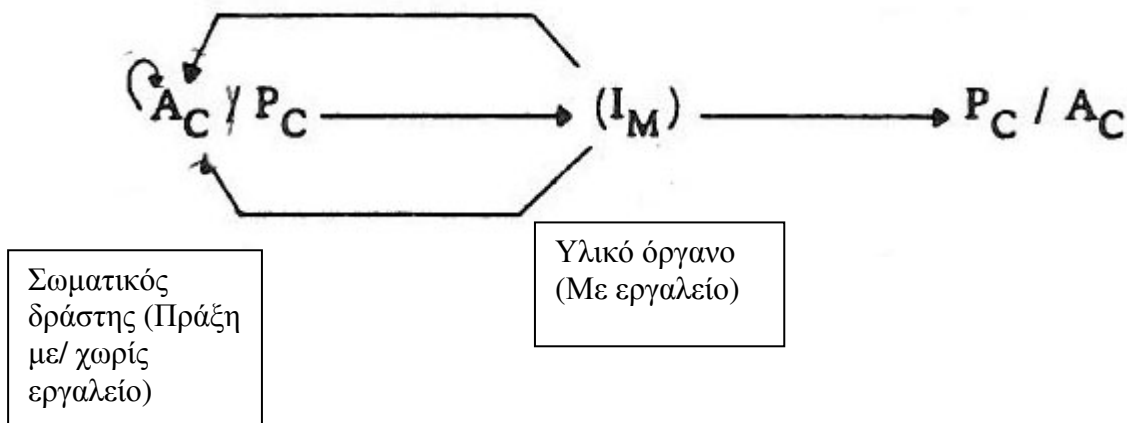 A_C / P_C (I_M) P_C / A_C
Υλικό όργανο
(Με εργαλείο)
Σωματικός
δράστης (Πράξη
με/ χωρίς
εργαλείο)